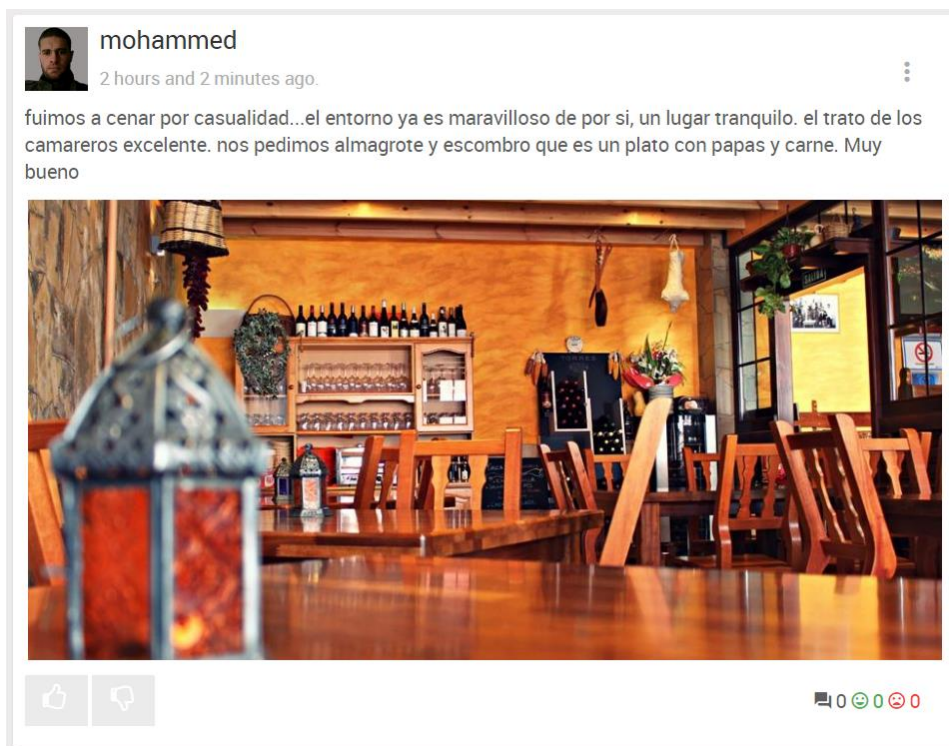 mohammed
2 hours and 2 minutes ago.
fuimos a cenar por casualidad...el entorno ya es maravilloso de por si, un lugar tranquilo. el trato de los
camareros excelente. nos pedimos almagrote y escombro que es un plato con papas y carne. Muy
bueno
0 0 0